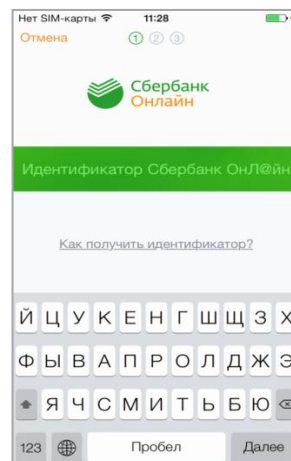 Нет SIM-карты 11:28
Отмена 1 2 3
Сбербанк
Онлайн
Идентификатор Сбербанк ОнЛ@йн
Как получить идентификатор?
Й Ц У К Е Н Г Ш Щ З Х
Ф Ы В А П Р О Л Д Ж Э
Я Ч С М И Т Ь Б Ю
123 Пробел Далее